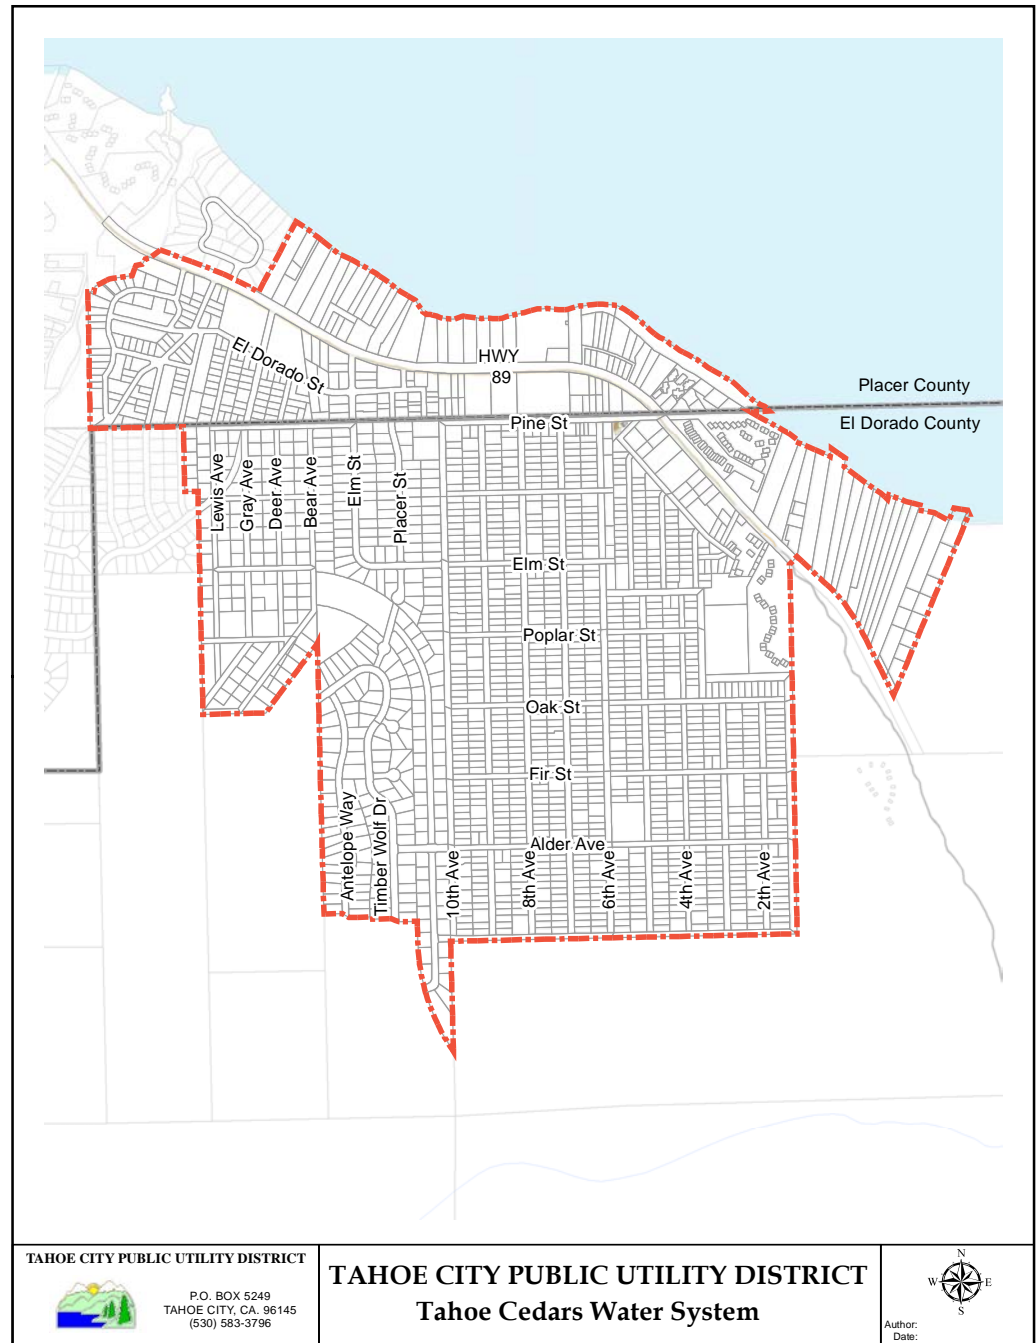 El Dorado St
HWY
89
Placer County
El Dorado County
Pine St
Lewis Ave
Gray Ave
Deer Ave
Bear Ave
Elm St
Placer St
Elm St
Poplar St
Oak St
Fir St
Alder Ave
Antelope Way
Timber Wolf Dr
10th Ave
8th Ave
6th Ave
4th Ave
2th Ave
TAHOE CITY PUBLIC UTILITY DISTRICT
P.O. BOX 5249
TAHOE CITY, CA. 96145
(530) 583-3796
TAHOE CITY PUBLIC UTILITY DISTRICT
Tahoe Cedars Water System
N
W E
S
Author:
Date: